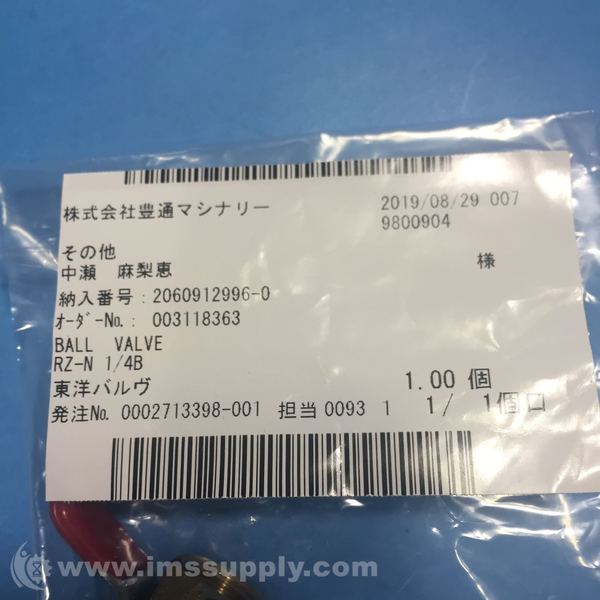 株式会社豊通マシナリー 2019/08/29 007
9800904
その他
中瀬 麻梨恵 様
納入番号:2060912996-0
ｵｰﾀﾞｰNo.: 003118363
BALL VALVE
RZ-N 1/4B
東洋バルヴ 1.00 個
発注No. 0002713398-001 担当 0093 1 1/ 1個口
www.imssupply.com